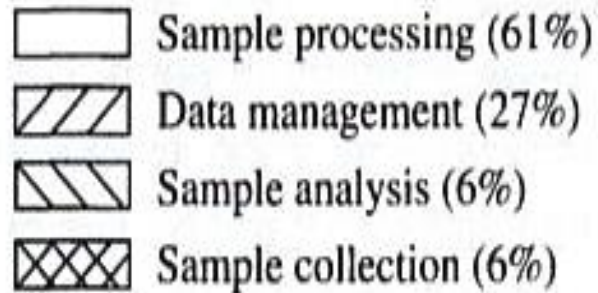 Sample processing (61%)
Data management (27%)
Sample analysis (6%)
Sample collection (6%)